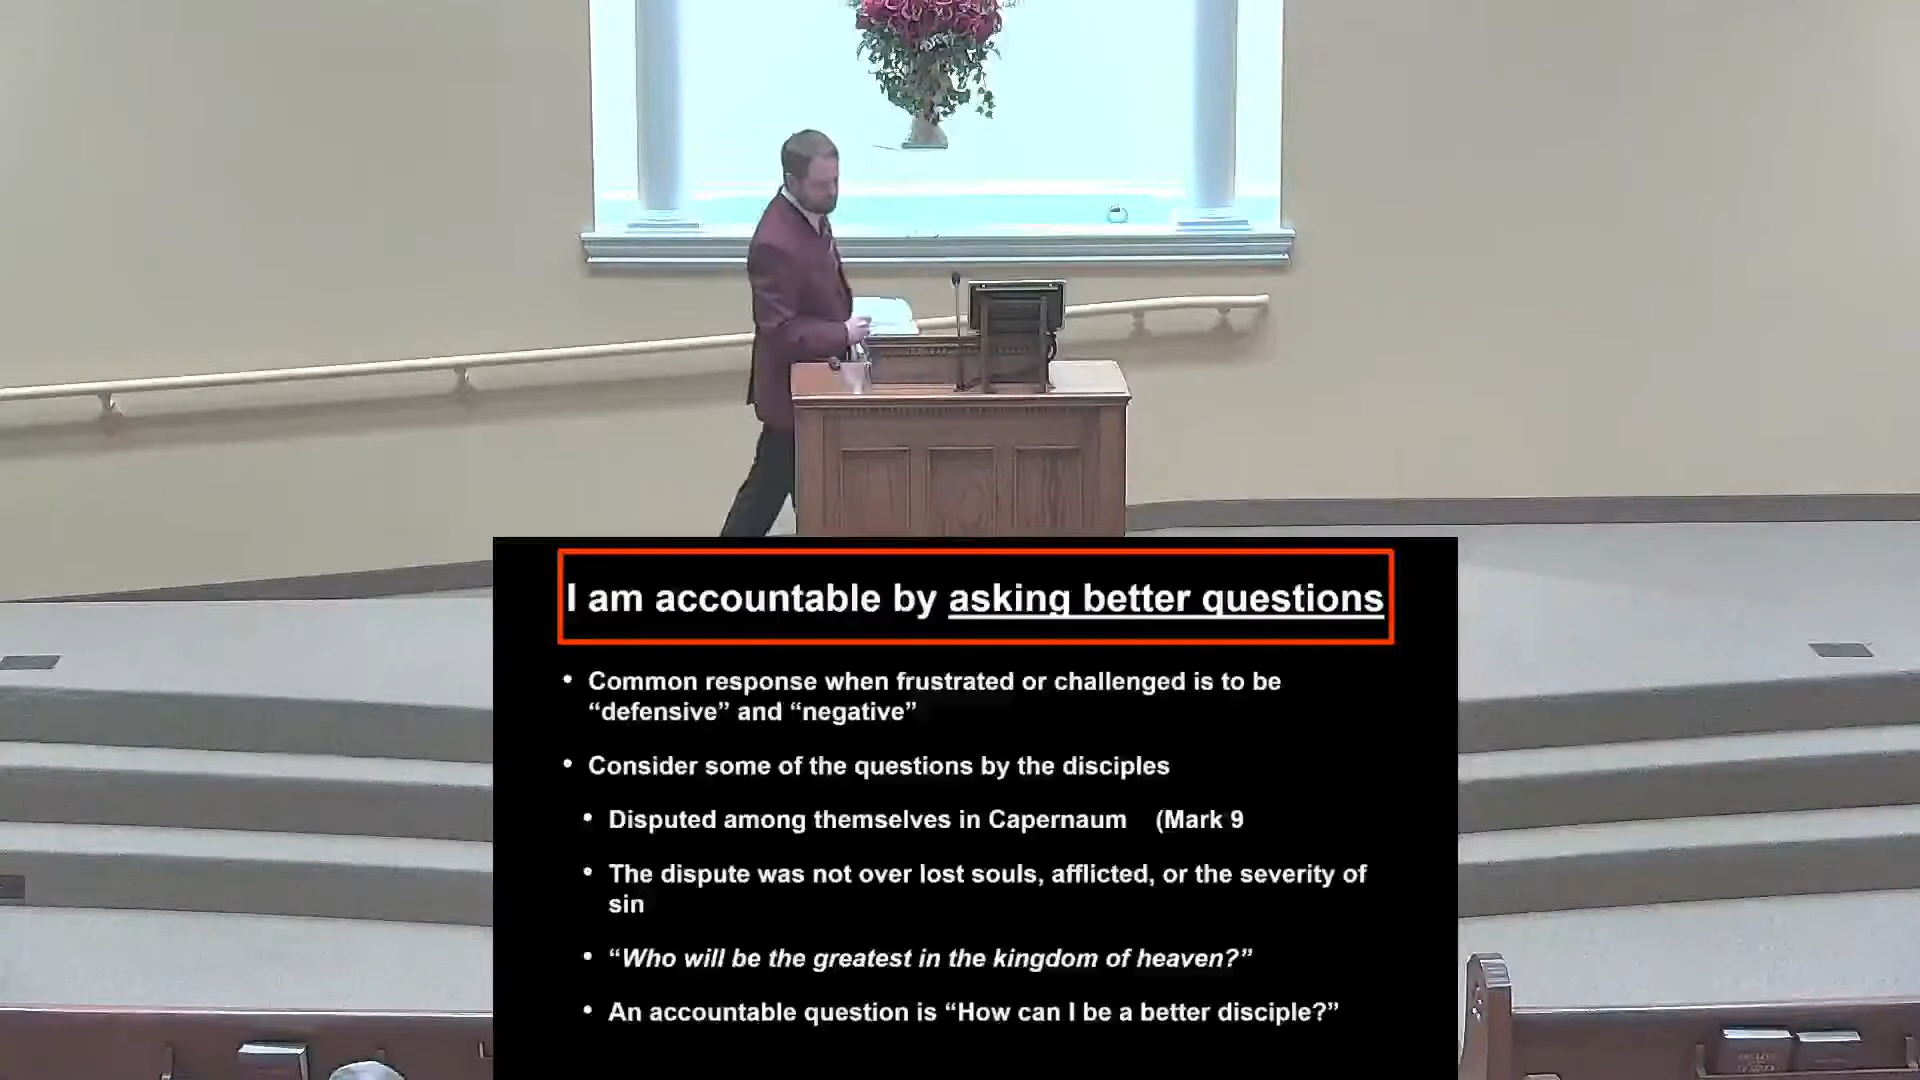 I am accountable by asking better questions
• Common response when frustrated or challenged is to be
“defensive” and “negative”
• Consider some of the questions by the disciples
• Disputed among themselves in Capernaum (Mark 9
• The dispute was not over lost souls, afflicted, or the severity of
sin
• “Who will be the greatest in the kingdom of heaven?”
• An accountable question is “How can I be a better disciple?”